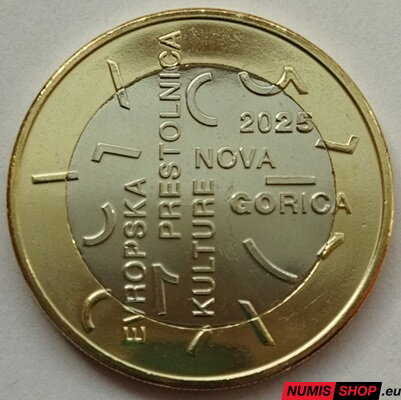 EVROPSKA
PRESTOLNICA
KULTURE
2025
NOVA
GORICA
NUMIS SHOP.eu